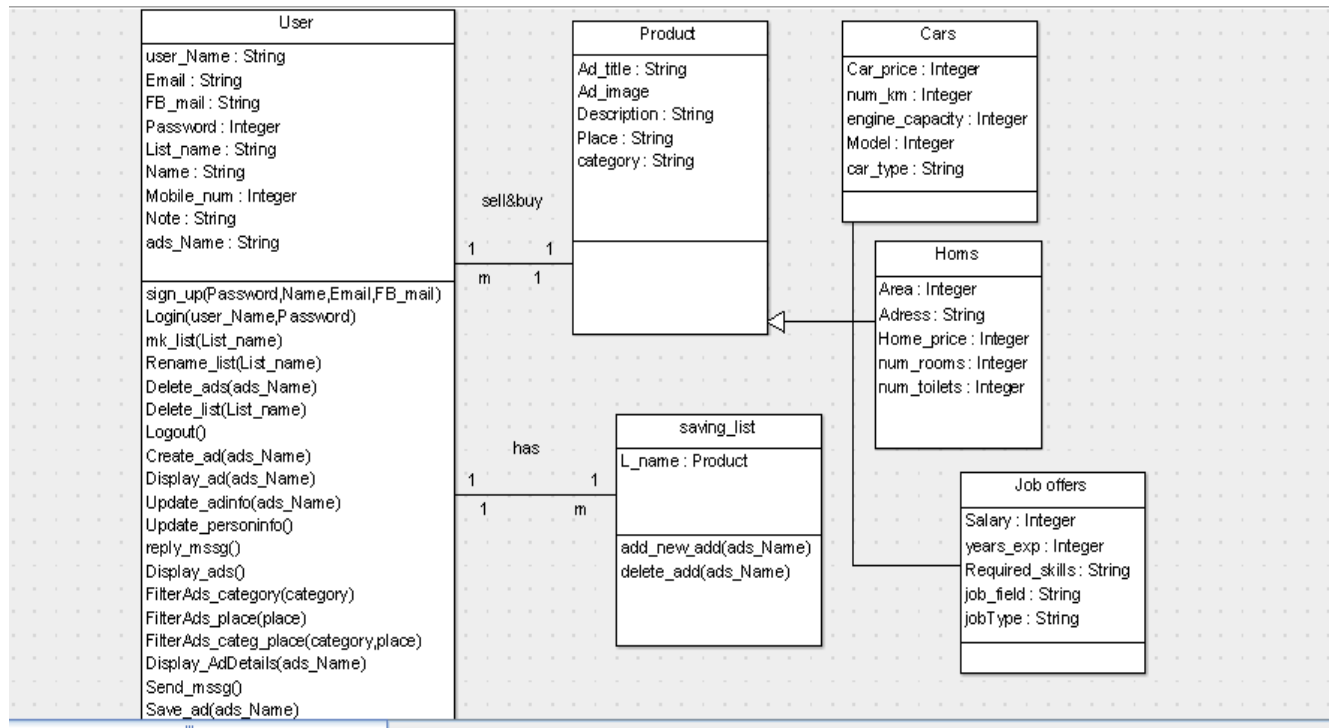 User
user_Name : String
Email : String
FB_mail : String
Password : Integer
List_name : String
Name : String
Mobile_num : Integer
Note : String
ads_Name : String
sign_up(Password,Name,Email,FB_mail)
Login(user_Name,Password)
mk_list(List_name)
Rename_list(List_name)
Delete_ads(ads_Name)
Delete_list(List_name)
Logout()
Create_ad(ads_Name)
Display_ad(ads_Name)
Update_adinfo(ads_Name)
Update_personinfo()
reply_mssg()
Display_ads()
FilterAds_category(category)
FilterAds_place(place)
FilterAds_categ_place(category,place)
Display_AdDetails(ads_Name)
Send_mssg()
Save_ad(ads_Name)
sell&buy
1 1
m 1
has
1 1
1 m
Product
Ad_title : String
Ad_image
Description : String
Place : String
category : String
saving_list
L_name : Product
add_new_add(ads_Name)
delete_add(ads_Name)
Cars
Car_price : Integer
num_km : Integer
engine_capacity : Integer
Model : Integer
car_type : String
Homs
Area : Integer
Adress : String
Home_price : Integer
num_rooms : Integer
num_toilets : Integer
Job offers
Salary : Integer
years_exp : Integer
Required_skills : String
job_field : String
jobType : String